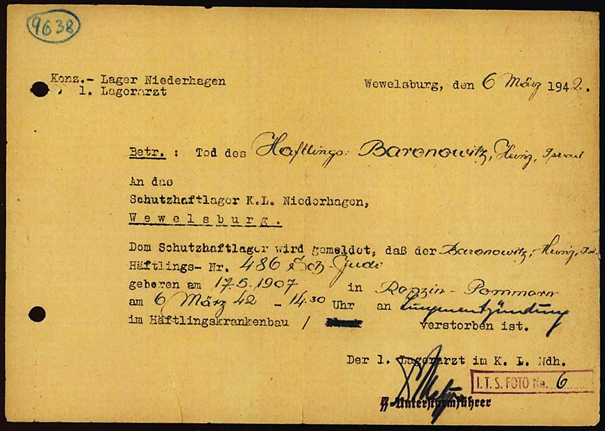 9638
Konz.- Lager Niederhagen
1. Lagerarzt
Wewelsburg, den 6 März 1942.
Betr. : Tod des Häftlings: Baronowitz, Heinz, Israel
An das
Schutzhaftlager K.L. Niederhagen,
Wewelsburg.
Dem Schutzhaftlager wird gemeldet, daß der Baronowitz, Heinz, Isr.
Häftlings- Nr. 486 Sch. Jude
geboren am 17.5.1907 in Ranzin - Pommern
am 6 März 42 - 14.30 Uhr an Lungenentzündung
im Häftlingskrankenbau / verstorben ist.
Der 1. Lagerarzt im K. L. Ndh.
I.T.S. FOTO No. 6
SS-Untersturmführer